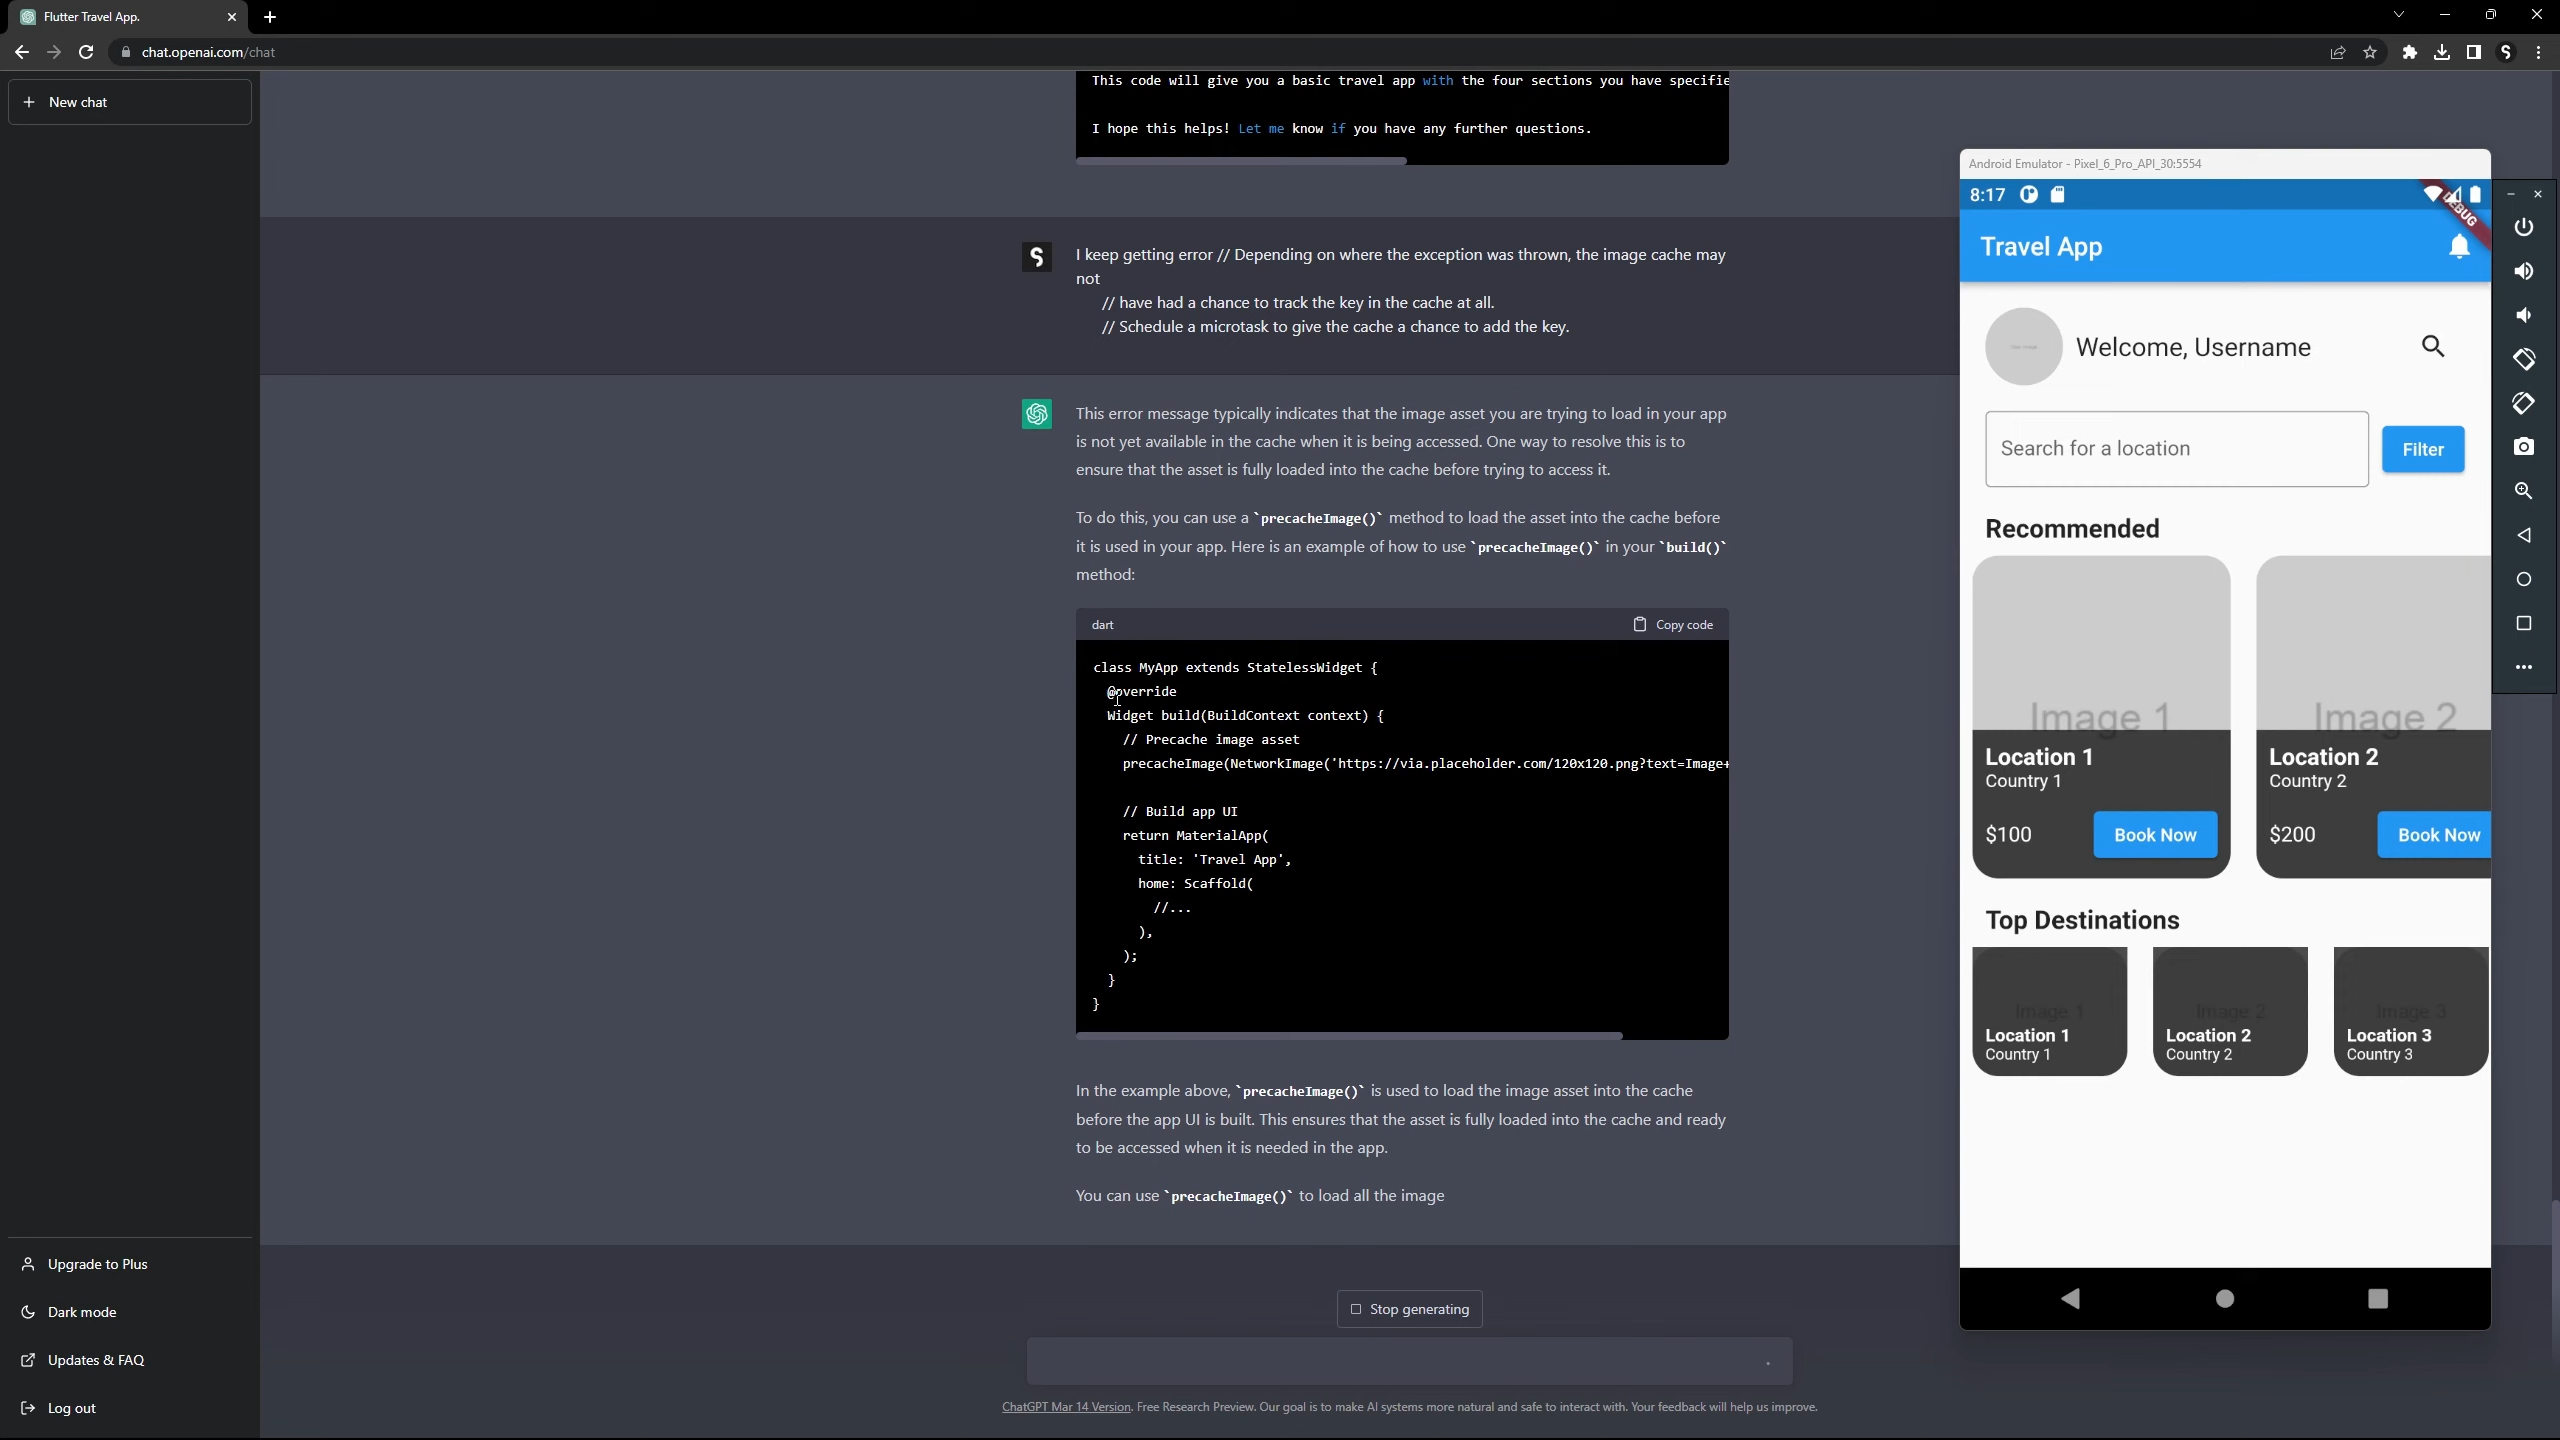 Flutter Travel App.
chat.openai.com/chat
New chat
This code will give you a basic travel app with the four sections you have specifie
I hope this helps! Let me know if you have any further questions.
I keep getting error // Depending on where the exception was thrown, the image cache may
not
// have had a chance to track the key in the cache at all.
// Schedule a microtask to give the cache a chance to add the key.
This error message typically indicates that the image asset you are trying to load in your app
is not yet available in the cache when it is being accessed. One way to resolve this is to
ensure that the asset is fully loaded into the cache before trying to access it.
To do this, you can use a `precacheImage()` method to load the asset into the cache before
it is used in your app. Here is an example of how to use `precacheImage()` in your `build()`
method:
dart
Copy code
class MyApp extends StatelessWidget {
@override
Widget build(BuildContext context) {
// Precache image asset
precacheImage(NetworkImage('https://via.placeholder.com/120x120.png?text=Image+
// Build app UI
return MaterialApp(
title: 'Travel App',
home: Scaffold(
//...
),
);
}
}
In the example above, `precacheImage()` is used to load the image asset into the cache
before the app UI is built. This ensures that the asset is fully loaded into the cache and ready
to be accessed when it is needed in the app.
You can use `precacheImage()` to load all the image
Stop generating
ChatGPT Mar 14 Version. Free Research Preview. Our goal is to make AI systems more natural and safe to interact with. Your feedback will help us improve.
Upgrade to Plus
Dark mode
Updates & FAQ
Log out
Android Emulator - Pixel_6_Pro_API_30:5554
8:17
DEBUG
Travel App
Welcome, Username
Search for a location
Filter
Recommended
Image 1
Image 2
Location 1
Location 2
Country 1
Country 2
$100
Book Now
$200
Book Now
Top Destinations
Image 1
Image 2
Image 3
Location 1
Location 2
Location 3
Country 1
Country 2
Country 3